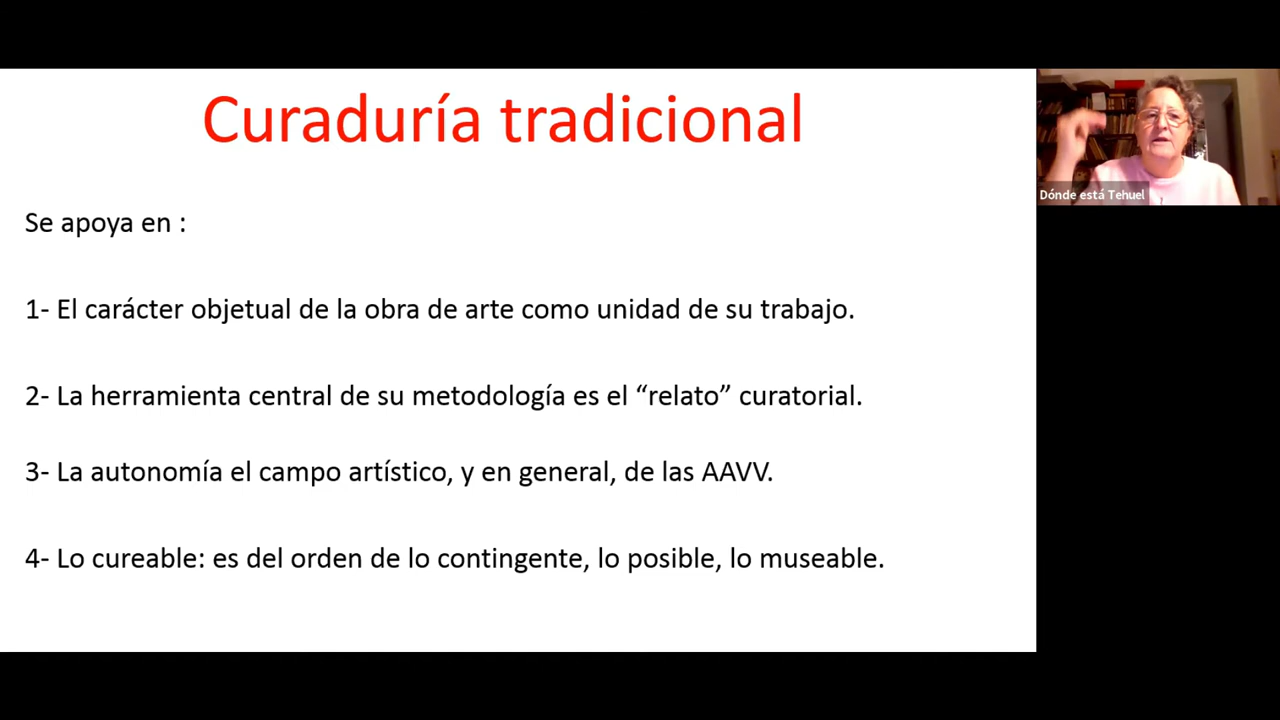 Curaduría tradicional
Se apoya en :
1- El carácter objetual de la obra de arte como unidad de su trabajo.
2- La herramienta central de su metodología es el “relato” curatorial.
3- La autonomía el campo artístico, y en general, de las AAVV.
4- Lo cureable: es del orden de lo contingente, lo posible, lo museable.
Dónde está Tehuel